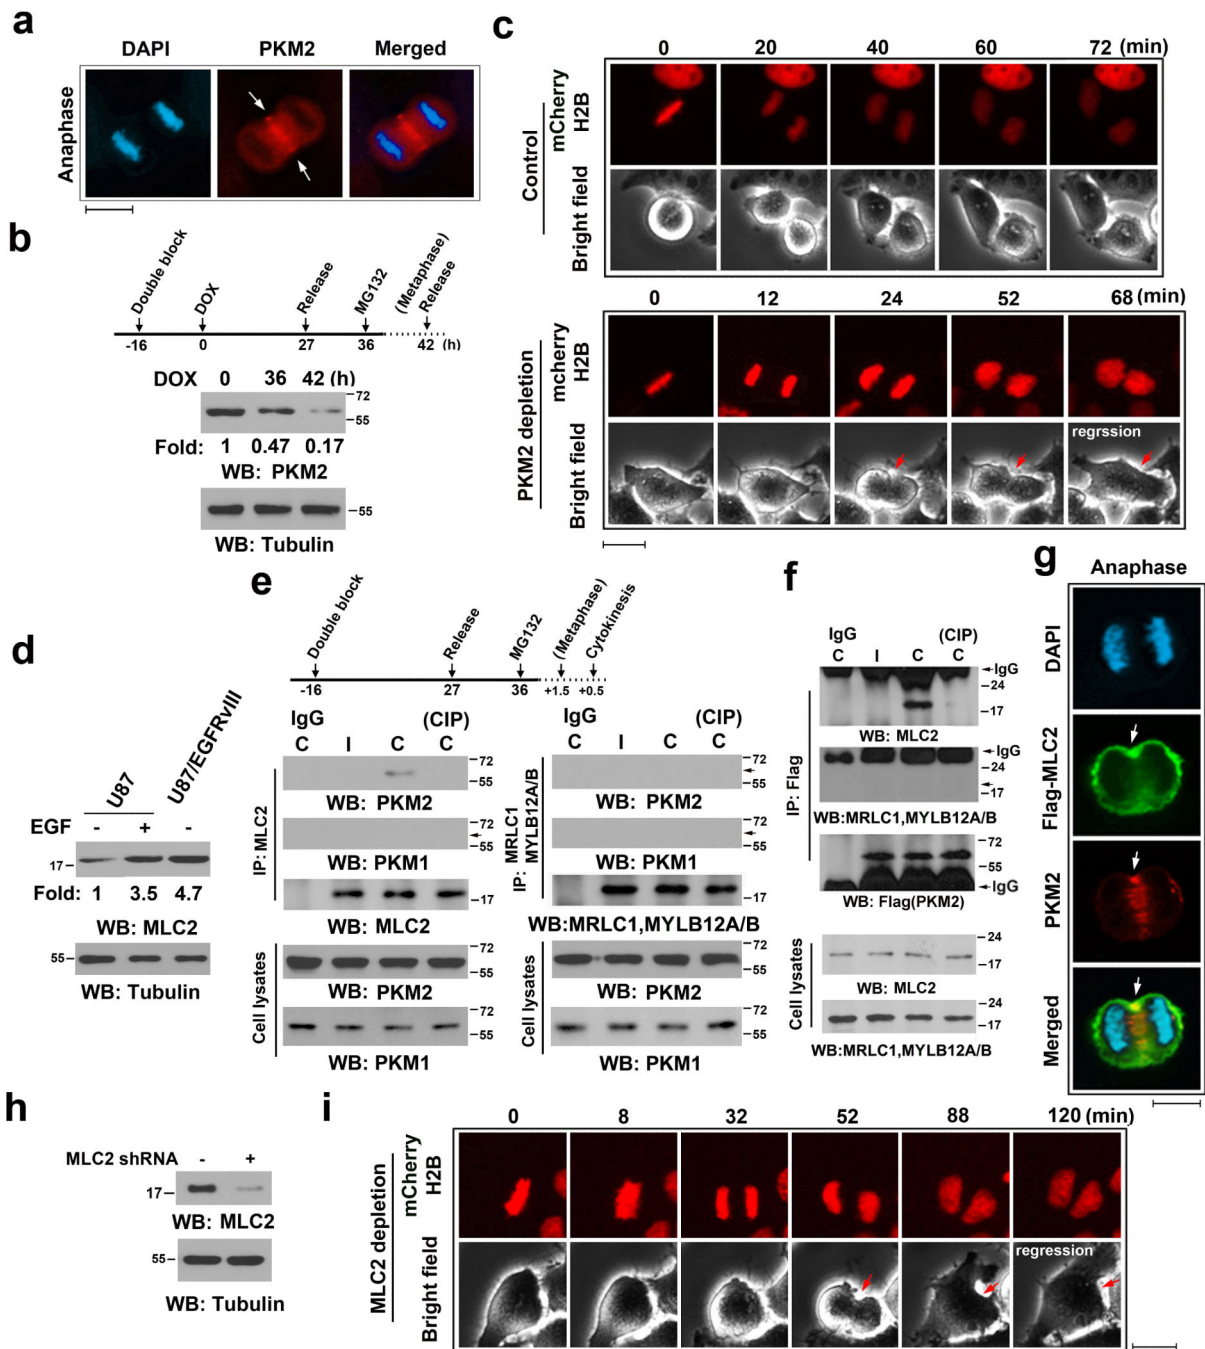 a
DAPI PKM2 Merged
Anaphase
b
Double block DOX Release MG132 (Metaphase) Release
-16 0 27 36 42 (h)
DOX 0 36 42 (h)
72
55
Fold: 1 0.47 0.17
WB: PKM2
55
WB: Tubulin
c
0 20 40 60 72 (min)
Control
mCherry H2B
Bright field
0 12 24 52 68 (min)
PKM2 depletion
mcherry H2B
Bright field
regrssion
d
U87 U87/EGFRvIII
EGF - + -
17
Fold: 1 3.5 4.7
WB: MLC2
55
WB: Tubulin
e
Double block Release MG132 (Metaphase) Cytokinesis
-16 27 36 +1.5 +0.5
IgG (CIP)
C I C C
IP: MLC2
72
55
WB: PKM2
72
55
WB: PKM1
17
WB: MLC2
Cell lysates
72
55
WB: PKM2
72
55
WB: PKM1
IgG (CIP)
C I C C
IP: MRLC1 MYLB12A/B
72
55
WB: PKM2
72
55
WB: PKM1
17
WB:MRLC1,MYLB12A/B
Cell lysates
72
55
WB: PKM2
72
55
WB: PKM1
f
IgG (CIP)
C I C C
IP: Flag
IgG
24
17
WB: MLC2
IgG
24
17
WB:MRLC1,MYLB12A/B
72
55
IgG
WB: Flag(PKM2)
Cell lysates
24
17
WB: MLC2
24
17
WB:MRLC1,MYLB12A/B
g
Anaphase
DAPI
Flag-MLC2
PKM2
Merged
h
MLC2 shRNA - +
17
WB: MLC2
55
WB: Tubulin
i
0 8 32 52 88 120 (min)
MLC2 depletion
mCherry H2B
Bright field
regression